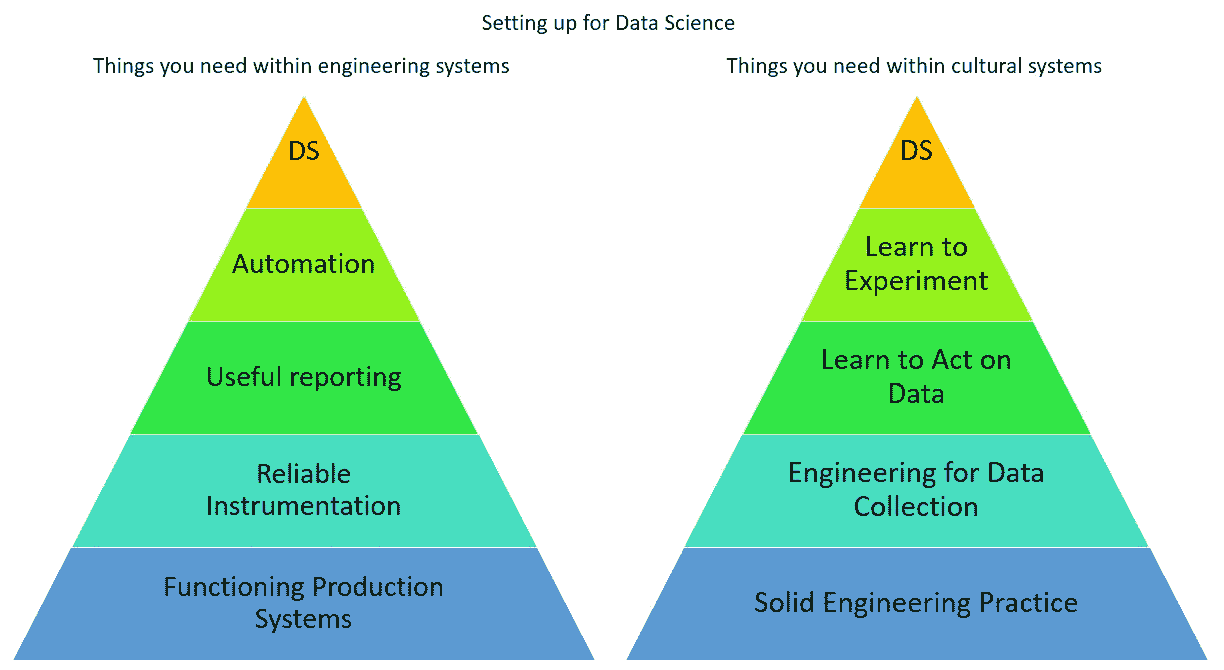 Setting up for Data Science
Things you need within engineering systems
DS
Automation
Useful reporting
Reliable
Instrumentation
Functioning Production
Systems
Things you need within cultural systems
DS
Learn to
Experiment
Learn to Act on
Data
Engineering for Data
Collection
Solid Engineering Practice